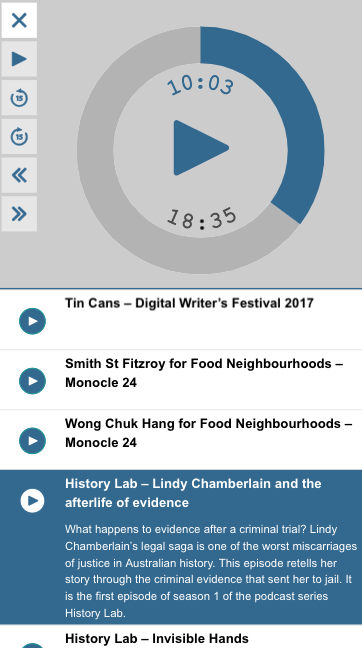 15
15
10:03
18:35
Tin Cans – Digital Writer’s Festival 2017
Smith St Fitzroy for Food Neighbourhoods –
Monocle 24
Wong Chuk Hang for Food Neighbourhoods –
Monocle 24
History Lab – Lindy Chamberlain and the
afterlife of evidence
What happens to evidence after a criminal trial? Lindy
Chamberlain’s legal saga is one of the worst miscarriages
of justice in Australian history. This episode retells her
story through the criminal evidence that sent her to jail. It
is the first episode of season 1 of the podcast series
History Lab.
History Lab – Invisible Hands